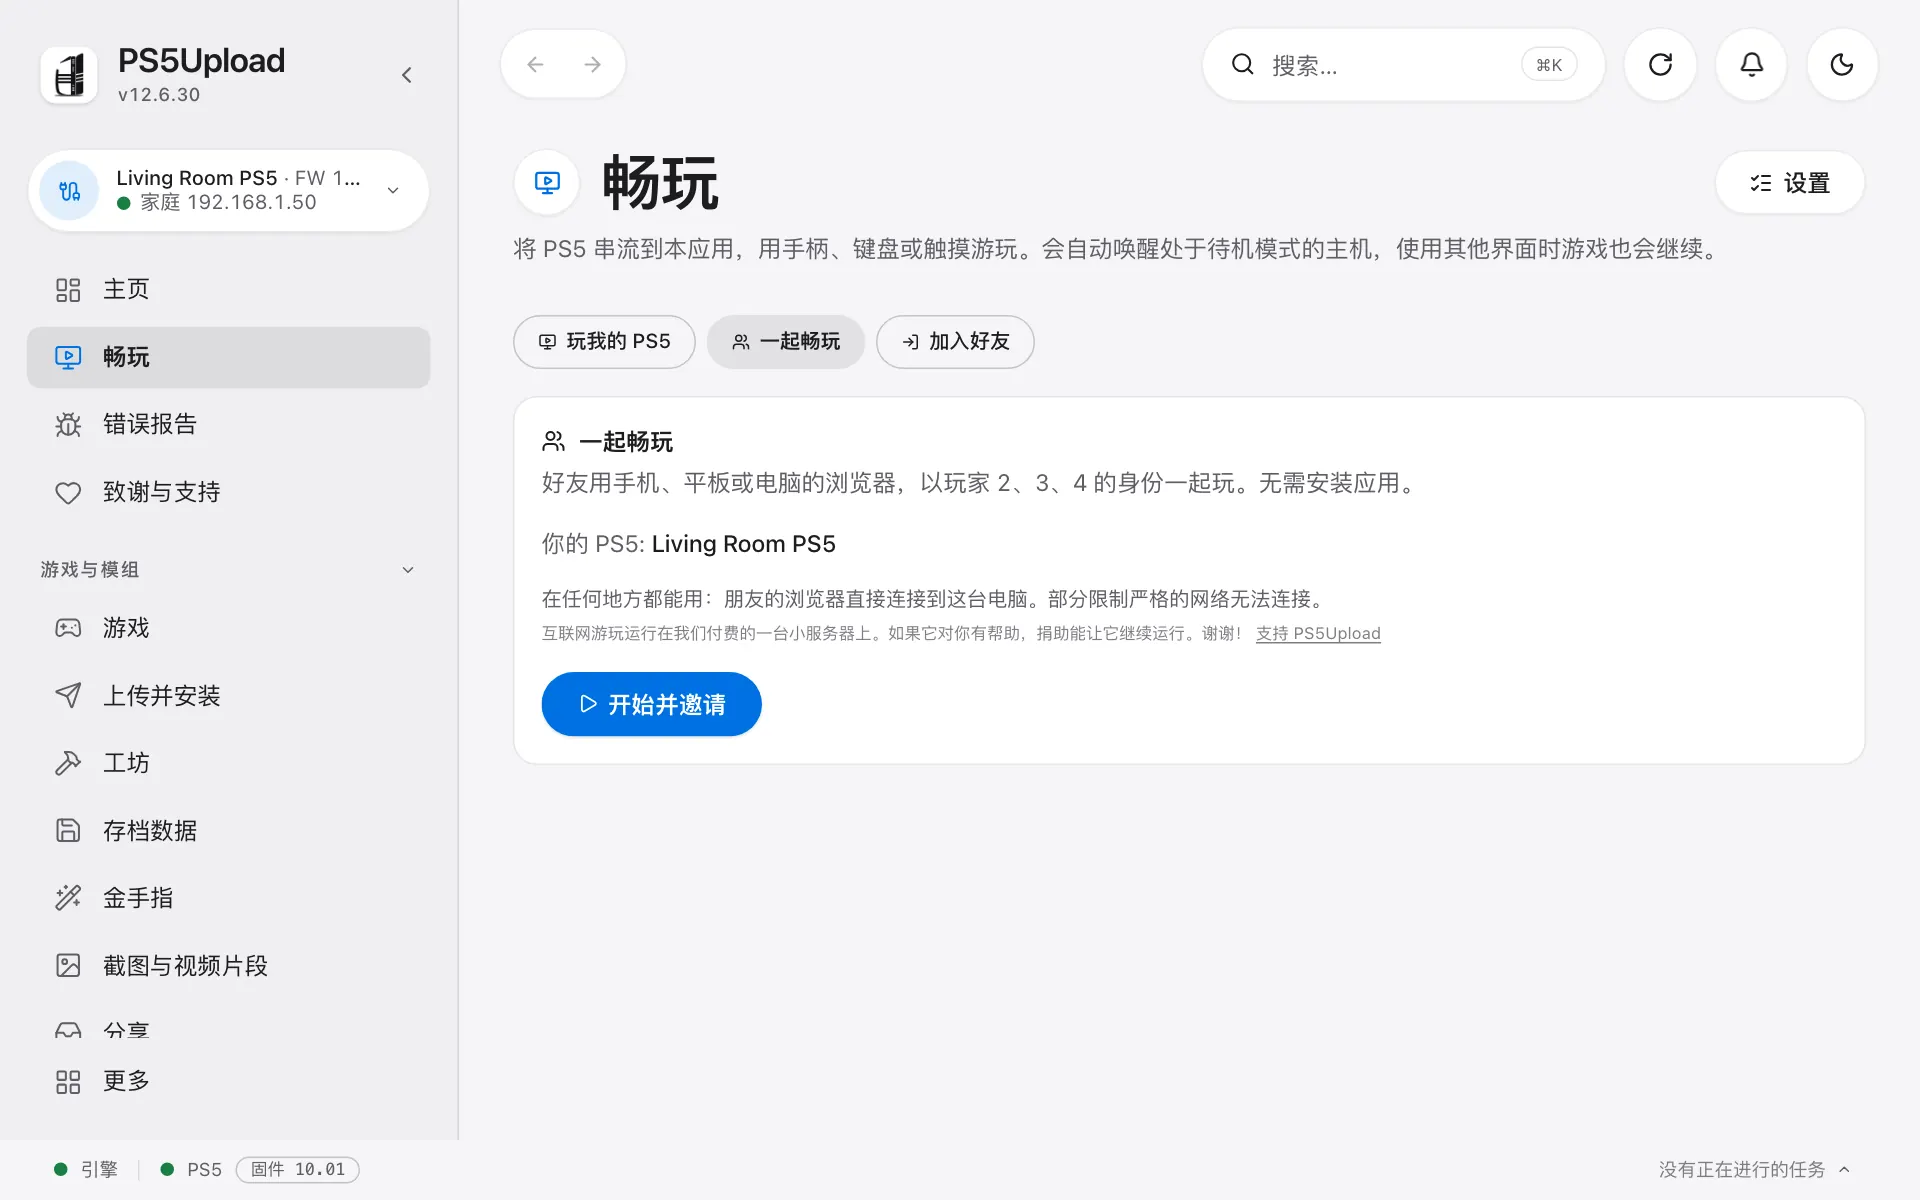 PS5Upload
v12.6.30
Living Room PS5 · FW 1...
家庭 192.168.1.50
主页
畅玩
错误报告
致谢与支持
游戏与模组
游戏
上传并安装
工坊
存档数据
金手指
截图与视频片段
分享
更多
搜索...
⌘K
畅玩
设置
将 PS5 串流到本应用，用手柄、键盘或触摸游玩。会自动唤醒处于待机模式的主机，使用其他界面时游戏也会继续。
玩我的 PS5
一起畅玩
加入好友
一起畅玩
好友用手机、平板或电脑的浏览器，以玩家 2、3、4 的身份一起玩。无需安装应用。
你的 PS5: Living Room PS5
在任何地方都能用：朋友的浏览器直接连接到这台电脑。部分限制严格的网络无法连接。
互联网游玩运行在我们付费的一台小服务器上。如果它对你有帮助，捐助能让它继续运行。谢谢！ 支持 PS5Upload
开始并邀请
引擎
PS5
固件 10.01
没有正在进行的任务